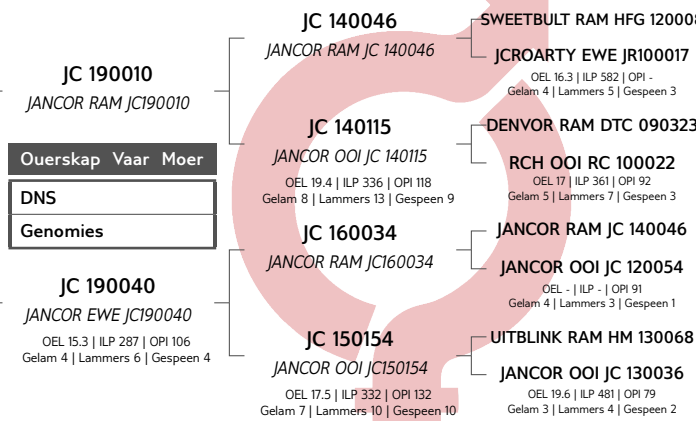 JC 190010
JANCOR RAM JC190010
Ouerskap Vaar Moer
DNS
Genomies
JC 190040
JANCOR EWE JC190040
OEL 15.3 | ILP 287 | OPI 106
Gelam 4 | Lammers 6 | Gespeen 4
JC 140046
JANCOR RAM JC 140046
JC 140115
JANCOR OOI JC 140115
OEL 19.4 | ILP 336 | OPI 118
Gelam 8 | Lammers 13 | Gespeen 9
JC 160034
JANCOR RAM JC160034
JC 150154
JANCOR OOI JC150154
OEL 17.5 | ILP 332 | OPI 132
Gelam 7 | Lammers 10 | Gespeen 10
SWEETBULT RAM HFG 120008
JCROARTY EWE JR100017
OEL 16.3 | ILP 582 | OPI -
Gelam 4 | Lammers 5 | Gespeen 3
DENVOR RAM DTC 090323
RCH OOI RC 100022
OEL 17 | ILP 361 | OPI 92
Gelam 5 | Lammers 7 | Gespeen 3
JANCOR RAM JC 140046
JANCOR OOI JC 120054
OEL - | ILP - | OPI 91
Gelam 4 | Lammers 3 | Gespeen 1
UITBLINK RAM HM 130068
JANCOR OOI JC 130036
OEL 19.6 | ILP 481 | OPI 79
Gelam 3 | Lammers 4 | Gespeen 2